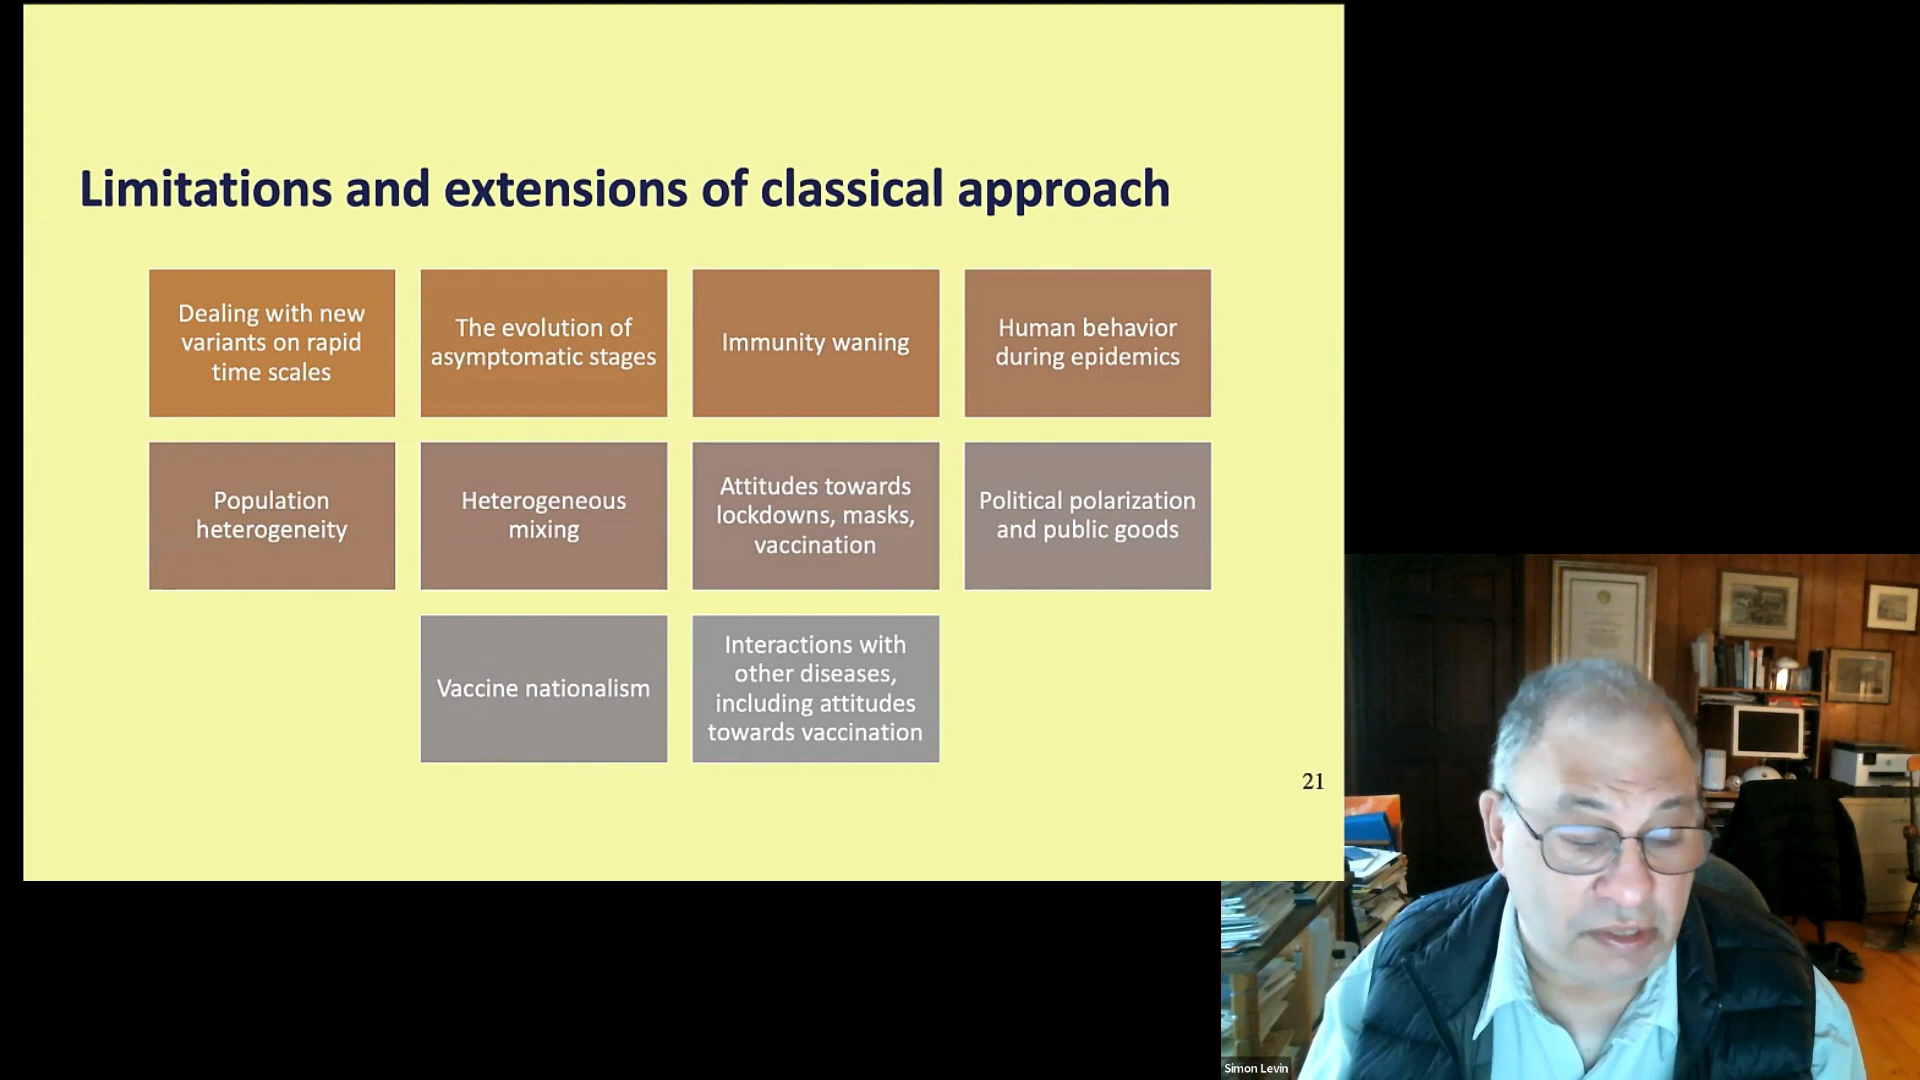 Limitations and extensions of classical approach
Dealing with new
variants on rapid
time scales
The evolution of
asymptomatic stages
Immunity waning
Human behavior
during epidemics
Population
heterogeneity
Heterogeneous
mixing
Attitudes towards
lockdowns, masks,
vaccination
Political polarization
and public goods
Vaccine nationalism
Interactions with
other diseases,
including attitudes
towards vaccination
21
Simon Levin